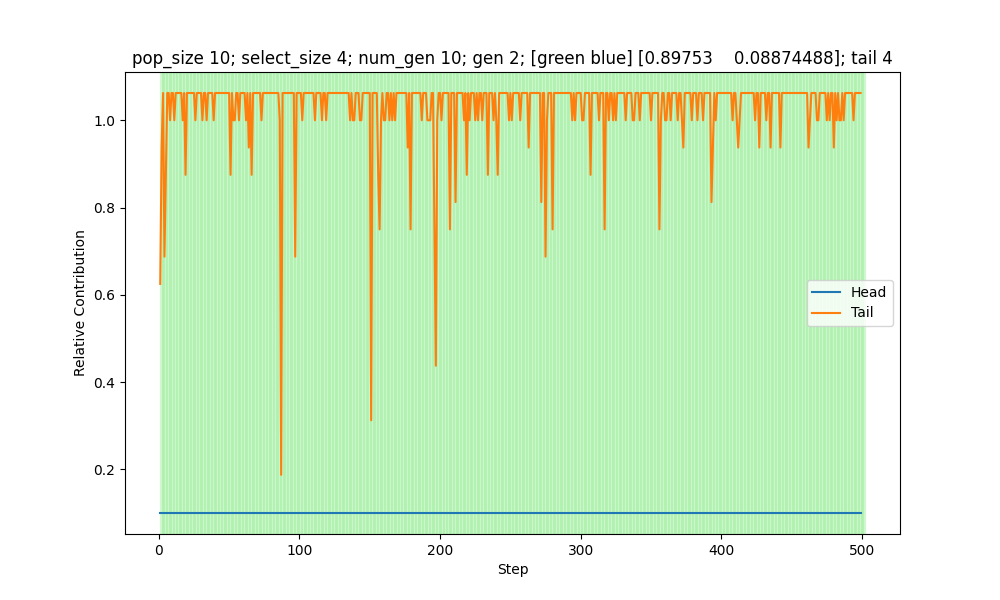 pop_size 10; select_size 4; num_gen 10; gen 2; [green blue] [0.89753    0.08874488]; tail 4
Relative Contribution
1.0
0.8
0.6
0.4
0.2
Head
Tail
0 100 200 300 400 500
Step